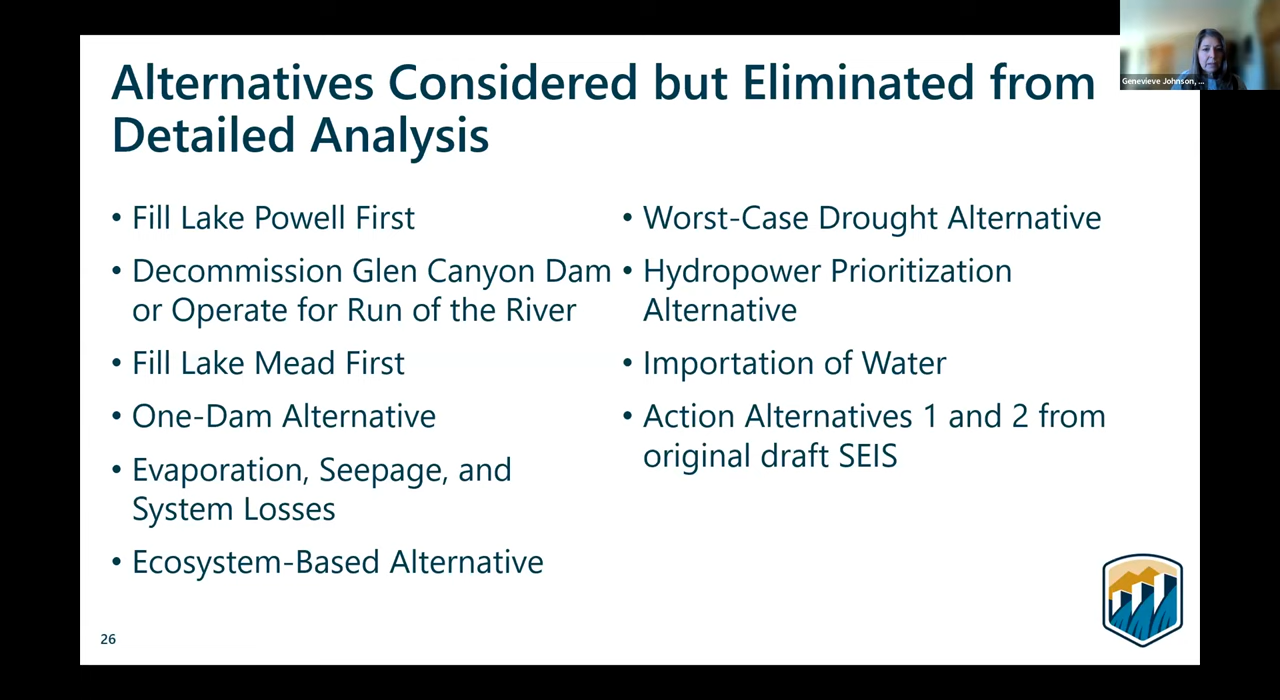 Alternatives Considered but Eliminated from
Detailed Analysis
• Fill Lake Powell First
• Decommission Glen Canyon Dam
or Operate for Run of the River
• Fill Lake Mead First
• One-Dam Alternative
• Evaporation, Seepage, and
System Losses
• Ecosystem-Based Alternative
• Worst-Case Drought Alternative
• Hydropower Prioritization
Alternative
• Importation of Water
• Action Alternatives 1 and 2 from
original draft SEIS
26
Genevieve Johnson, ...